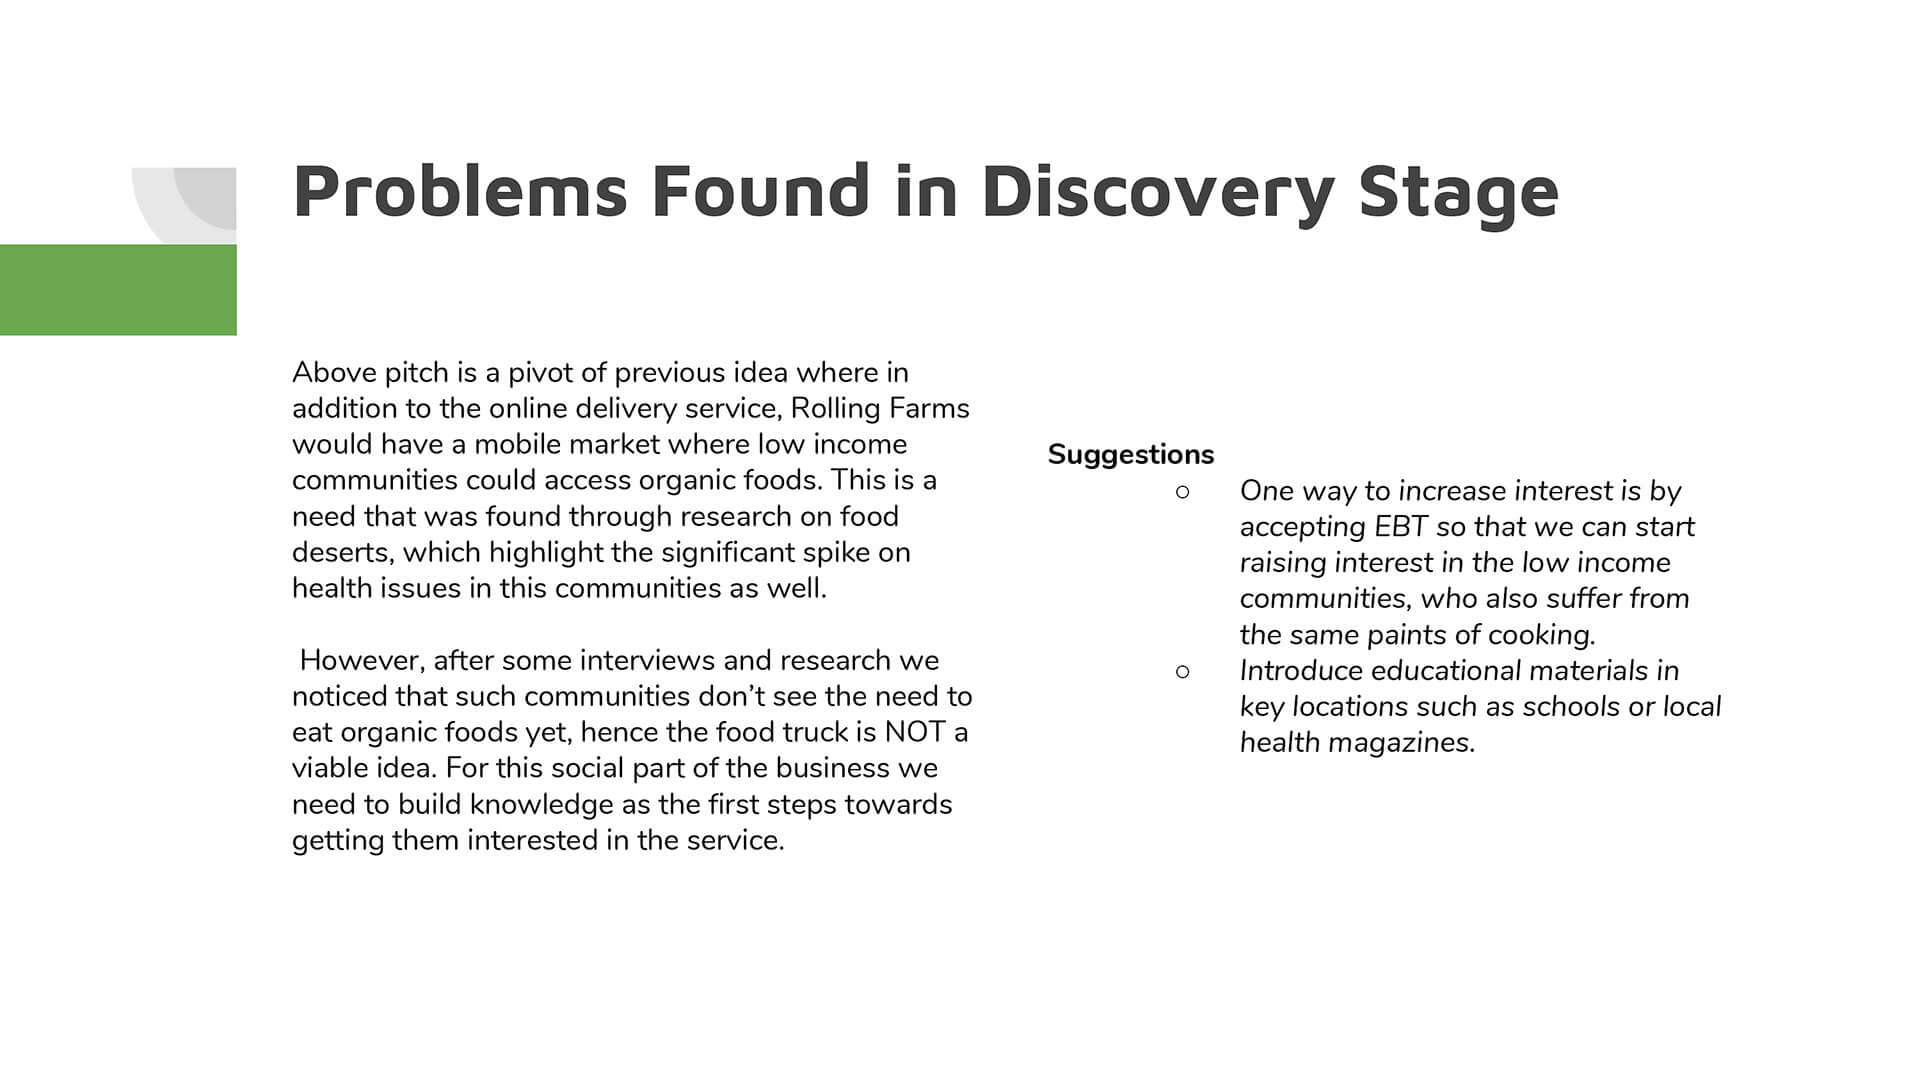 Problems Found in Discovery Stage
Above pitch is a pivot of previous idea where in
addition to the online delivery service, Rolling Farms
would have a mobile market where low income
communities could access organic foods. This is a
need that was found through research on food
deserts, which highlight the significant spike on
health issues in this communities as well.
However, after some interviews and research we
noticed that such communities don’t see the need to
eat organic foods yet, hence the food truck is NOT a
viable idea. For this social part of the business we
need to build knowledge as the first steps towards
getting them interested in the service.
Suggestions
○ One way to increase interest is by
accepting EBT so that we can start
raising interest in the low income
communities, who also suffer from
the same paints of cooking.
○ Introduce educational materials in
key locations such as schools or local
health magazines.